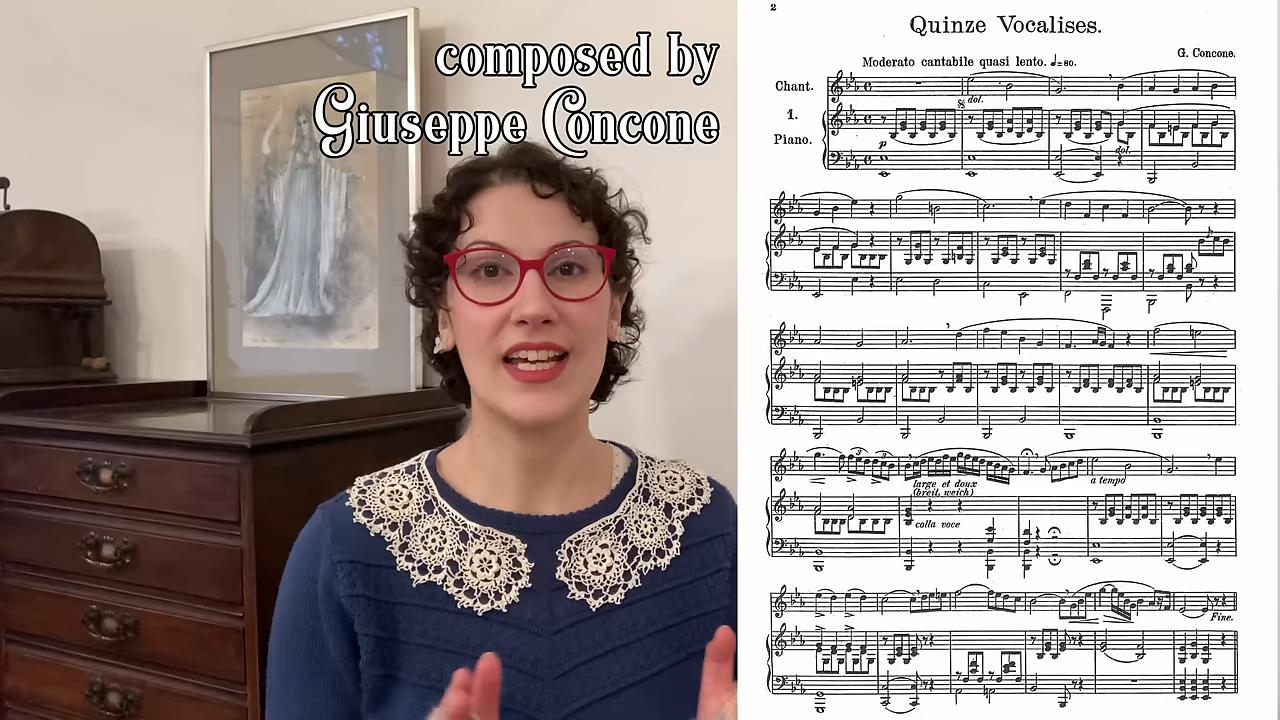 composed by
Giuseppe Concone
2
Quinze Vocalises.
G. Concone.
Moderato cantabile quasi lento. ♩=80.
Chant.
dol.
1.
Piano.
p
dol.
large et doux
(breit, weich)
a tempo
colla voce
Fine.